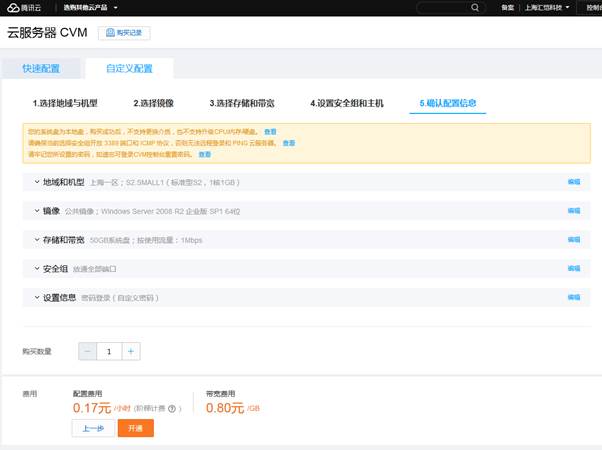 腾讯云 选购其他云产品 备案 上海汇信科技 控制台
云服务器 CVM 购买记录
快速配置 自定义配置
1.选择地域与机型 2.选择镜像 3.选择存储和带宽 4.设置安全组和主机 5.确认配置信息
您的系统盘为本地盘，购买成功后，不支持更换介质，也不支持升级CPU内存/硬盘。 查看
请确保当前选择安全组开放 3389 端口和 ICMP 协议，否则无法远程登录和 PING 云服务器。 查看
请牢记您所设置的密码，如遗忘可登录CVM控制台重置密码。 查看
地域和机型 上海一区；S2.SMALL1（标准型S2，1核1GB） 编辑
镜像 公共镜像；Windows Server 2008 R2 企业版 SP1 64位 编辑
存储和带宽 50GB系统盘；按使用流量：1Mbps 编辑
安全组 放通全部端口 编辑
设置信息 密码登录（自定义密码） 编辑
购买数量 − 1 +
费用 配置费用 带宽费用
0.17元 /小时 (阶梯计费 ? ) 0.80元 /GB
上一步 开通